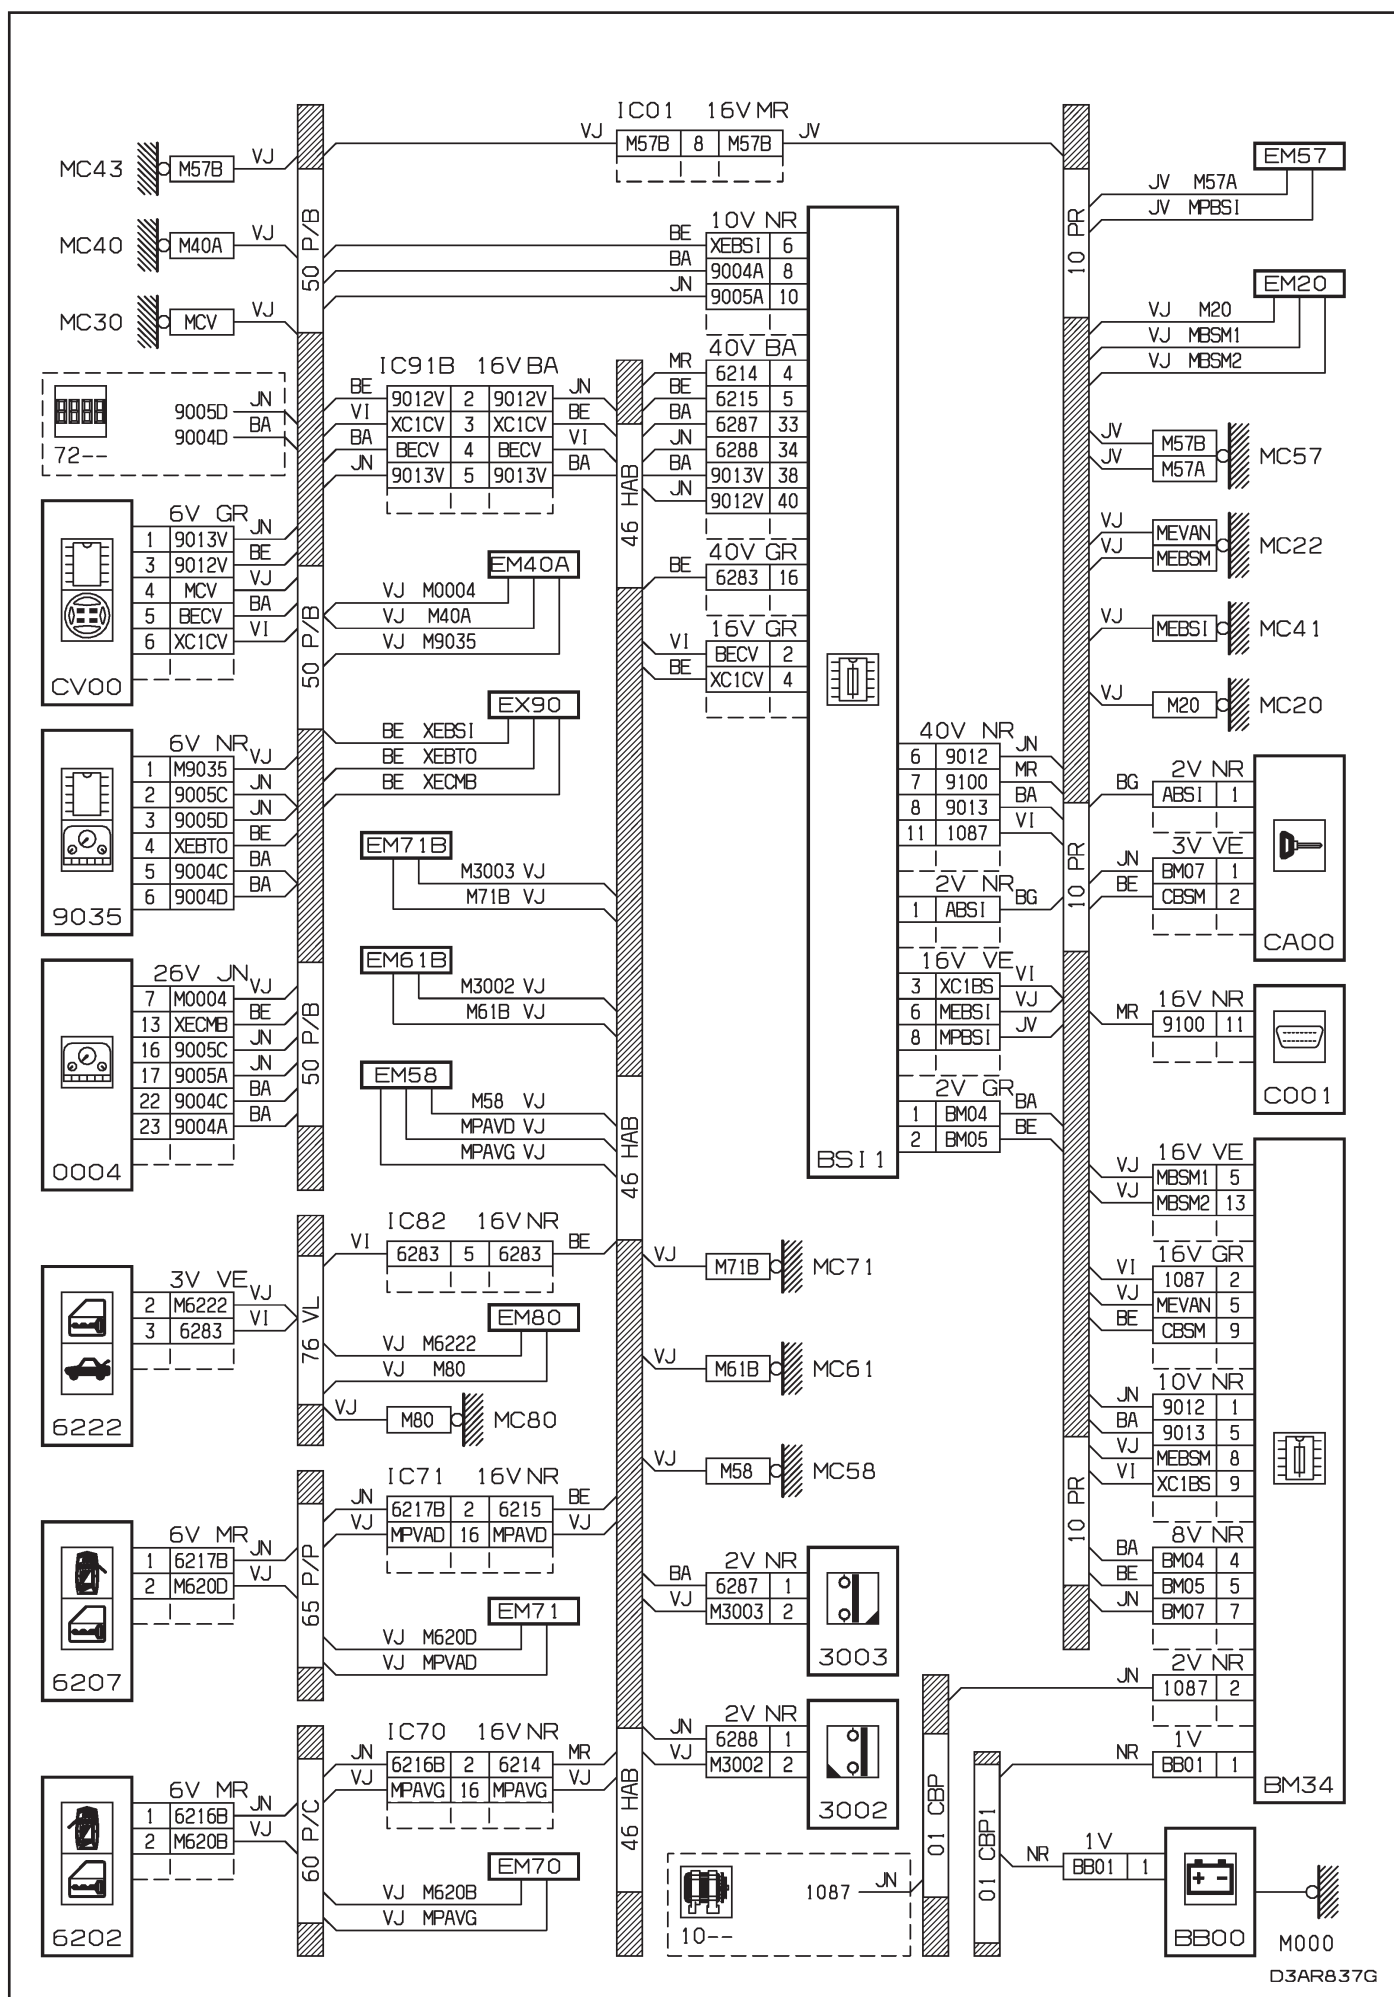 IC01 16V MR
VJ M57B 8 M57B JV
MC43 M57B VJ
EM57
JV M57A
JV MPBSI
MC40 M40A VJ
MC30 MCV VJ
50 P/B
10 PR
10V NR
BE XEBSI 6
BA 9004A 8
JN 9005A 10
EM20
VJ M20
VJ MBSM1
VJ MBSM2
9005D JN
9004D BA
72--
IC91B 16V BA
BE 9012V 2 9012V JN
VI XC1CV 3 XC1CV BE
BA BECV 4 BECV VI
JN 9013V 5 9013V BA
46 HAB
40V BA
MR 6214 4
BE 6215 5
BA 6287 33
JN 6288 34
BA 9013V 38
JN 9012V 40
40V GR
BE 6283 16
16V GR
VI BECV 2
BE XC1CV 4
JV M57B
JV M57A
MC57
VJ MEVAN
VJ MEBSM
MC22
VJ MEBSI MC41
VJ M20 MC20
6V GR
1 9013V JN
3 9012V BE
4 MCV VJ
5 BECV BA
6 XC1CV VI
CV00
50 P/B
EM40A
VJ M0004
VJ M40A
VJ M9035
EX90
BE XEBSI
BE XEBTO
BE XECMB
6V NR
1 M9035 VJ
2 9005C JN
3 9005D JN
4 XEBTO BE
5 9004C BA
6 9004D BA
9035
40V NR
6 9012 JN
7 9100 MR
8 9013 BA
11 1087 VI
2V NR
1 ABSI BG
16V VE
3 XC1BS VI
6 MEBSI VJ
8 MPBSI JV
2V GR
1 BM04 BA
2 BM05 BE
BSI1
10 PR
2V NR
BG ABSI 1
3V VE
JN BM07 1
BE CBSM 2
CA00
16V NR
MR 9100 11
C001
EM71B
M3003 VJ
M71B VJ
EM61B
M3002 VJ
M61B VJ
EM58
M58 VJ
MPAVD VJ
MPAVG VJ
46 HAB
26V JN
7 M0004 VJ
13 XECMB BE
16 9005C JN
17 9005A JN
22 9004C BA
23 9004A BA
0004
50 P/B
IC82 16V NR
VI 6283 5 6283 BE
3V VE
2 M6222 VJ
3 6283 VI
6222
76 VL
EM80
VJ M6222
VJ M80
VJ M80 MC80
VJ M71B MC71
VJ M61B MC61
VJ M58 MC58
16V VE
VJ MBSM1 5
VJ MBSM2 13
16V GR
VI 1087 2
VJ MEVAN 5
BE CBSM 9
10V NR
JN 9012 1
BA 9013 5
VJ MEBSM 8
VI XC1BS 9
10 PR
8V NR
BA BM04 4
BE BM05 5
JN BM07 7
2V NR
JN 1087 2
1V
NR BB01 1
BM34
IC71 16V NR
JN 6217B 2 6215 BE
VJ MPVAD 16 MPAVD VJ
6V MR
1 6217B JN
2 M620D VJ
6207
65 P/P
EM71
VJ M620D
VJ MPVAD
2V NR
BA 6287 1
VJ M3003 2
3003
2V NR
JN 6288 1
VJ M3002 2
3002
IC70 16V NR
JN 6216B 2 6214 MR
VJ MPAVG 16 MPAVG VJ
6V MR
1 6216B JN
2 M620B VJ
6202
60 P/C
EM70
VJ M620B
VJ MPAVG
46 HAB
1087 JN
10--
01 CBP
01 CBP1
1V
NR BB01 1
BB00
M000
D3AR837G